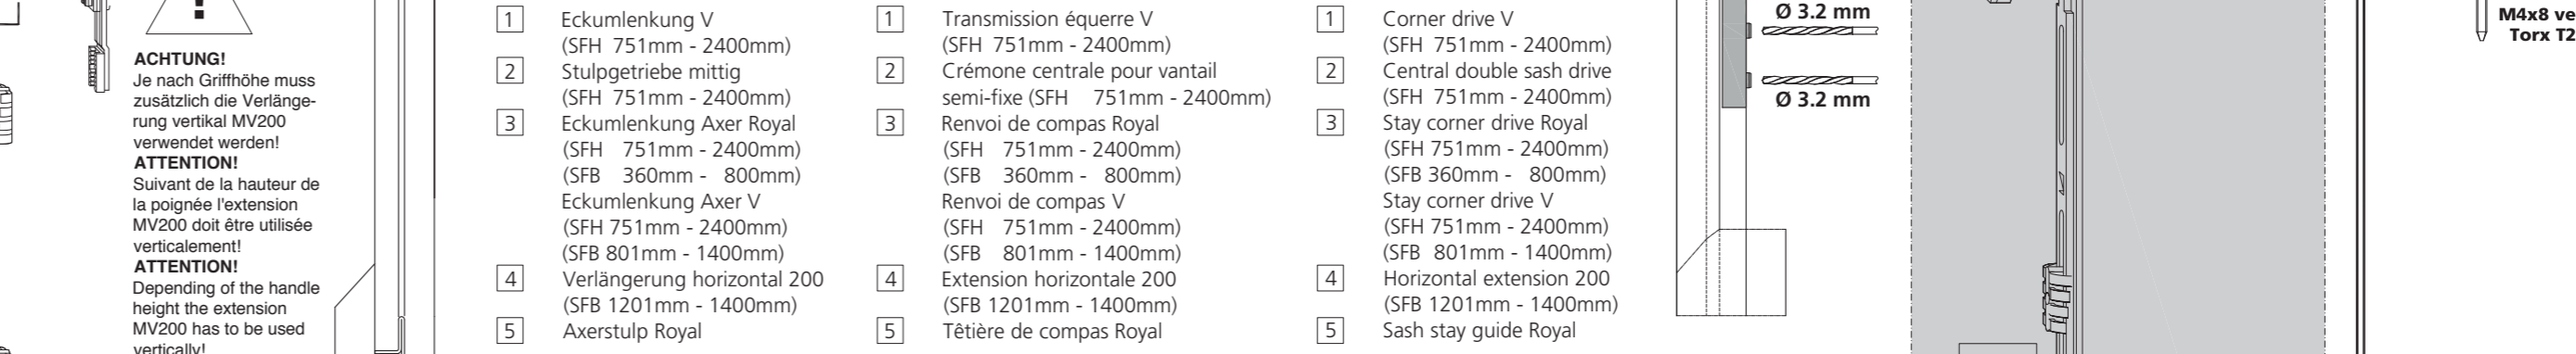 ACHTUNG!
Je nach Griffhöhe muss
zusätzlich die Verlänge-
rung vertikal MV200
verwendet werden!
ATTENTION!
Suivant de la hauteur de
la poignée l'extension
MV200 doit être utilisée
verticalement!
ATTENTION!
Depending of the handle
height the extension
MV200 has to be used
vertically!
1 Eckumlenkung V
(SFH 751mm - 2400mm)
2 Stulpgetriebe mittig
(SFH 751mm - 2400mm)
3 Eckumlenkung Axer Royal
(SFH 751mm - 2400mm)
(SFB 360mm - 800mm)
Eckumlenkung Axer V
(SFH 751mm - 2400mm)
(SFB 801mm - 1400mm)
4 Verlängerung horizontal 200
(SFB 1201mm - 1400mm)
5 Axerstulp Royal
1 Transmission équerre V
(SFH 751mm - 2400mm)
2 Crémone centrale pour vantail
semi-fixe (SFH 751mm - 2400mm)
3 Renvoi de compas Royal
(SFH 751mm - 2400mm)
(SFB 360mm - 800mm)
Renvoi de compas V
(SFH 751mm - 2400mm)
(SFB 801mm - 1400mm)
4 Extension horizontale 200
(SFB 1201mm - 1400mm)
5 Têtière de compas Royal
1 Corner drive V
(SFH 751mm - 2400mm)
2 Central double sash drive
(SFH 751mm - 2400mm)
3 Stay corner drive Royal
(SFH 751mm - 2400mm)
(SFB 360mm - 800mm)
Stay corner drive V
(SFH 751mm - 2400mm)
(SFB 801mm - 1400mm)
4 Horizontal extension 200
(SFB 1201mm - 1400mm)
5 Sash stay guide Royal
Ø 3.2 mm
Ø 3.2 mm
M4x8 ve
Torx T2